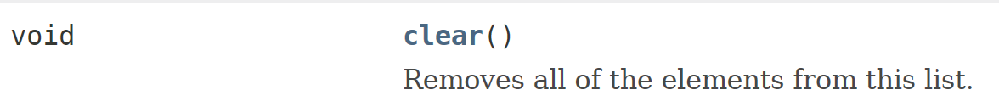 void clear()
Removes all of the elements from this list.